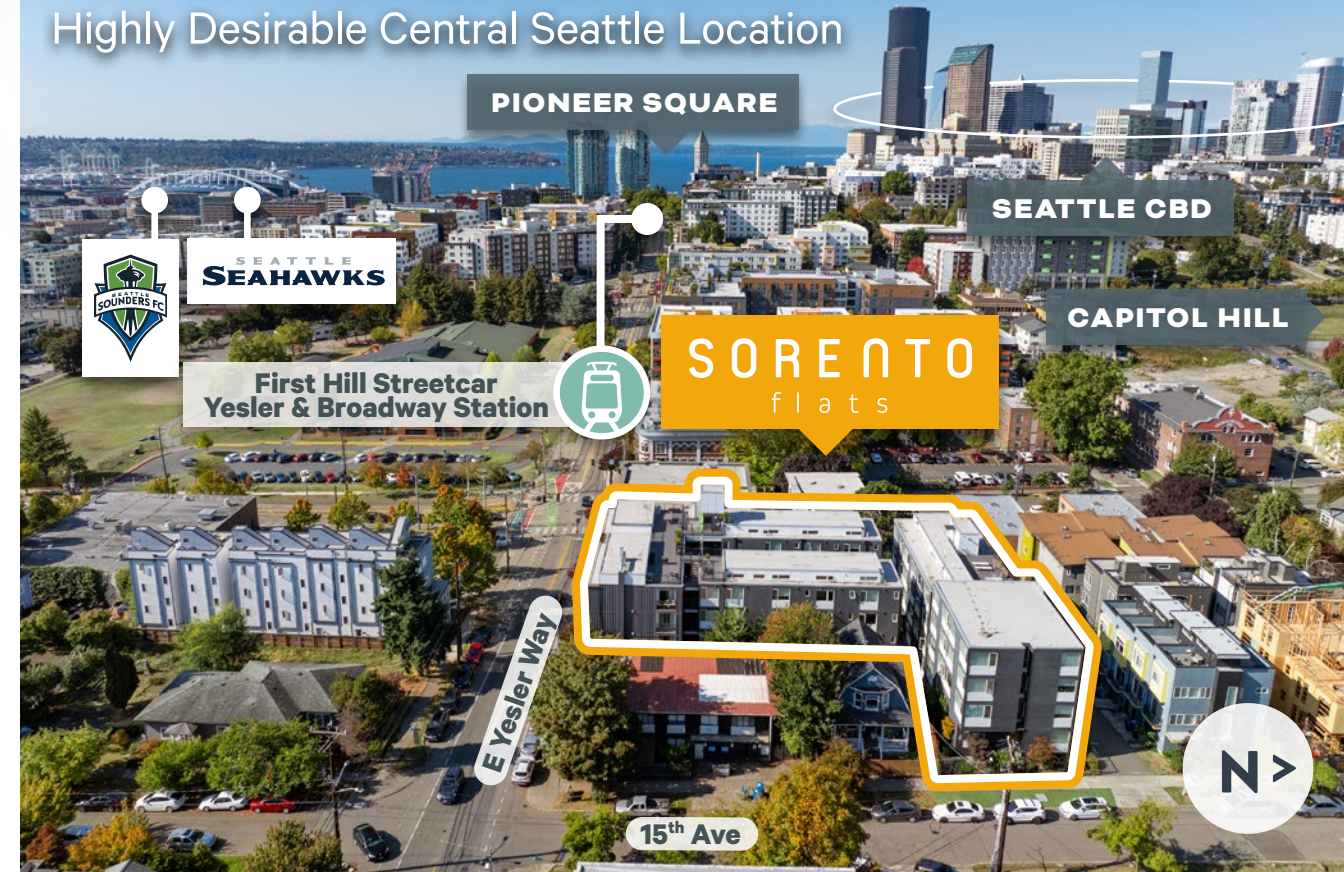 Highly Desirable Central Seattle Location
PIONEER SQUARE
SEATTLE CBD
SEATTLE
SOUNDERS FC
SEATTLE
SEAHAWKS
CAPITOL HILL
First Hill Streetcar
Yesler & Broadway Station
SORENTO
flats
E Yesler Way
15th Ave
N >